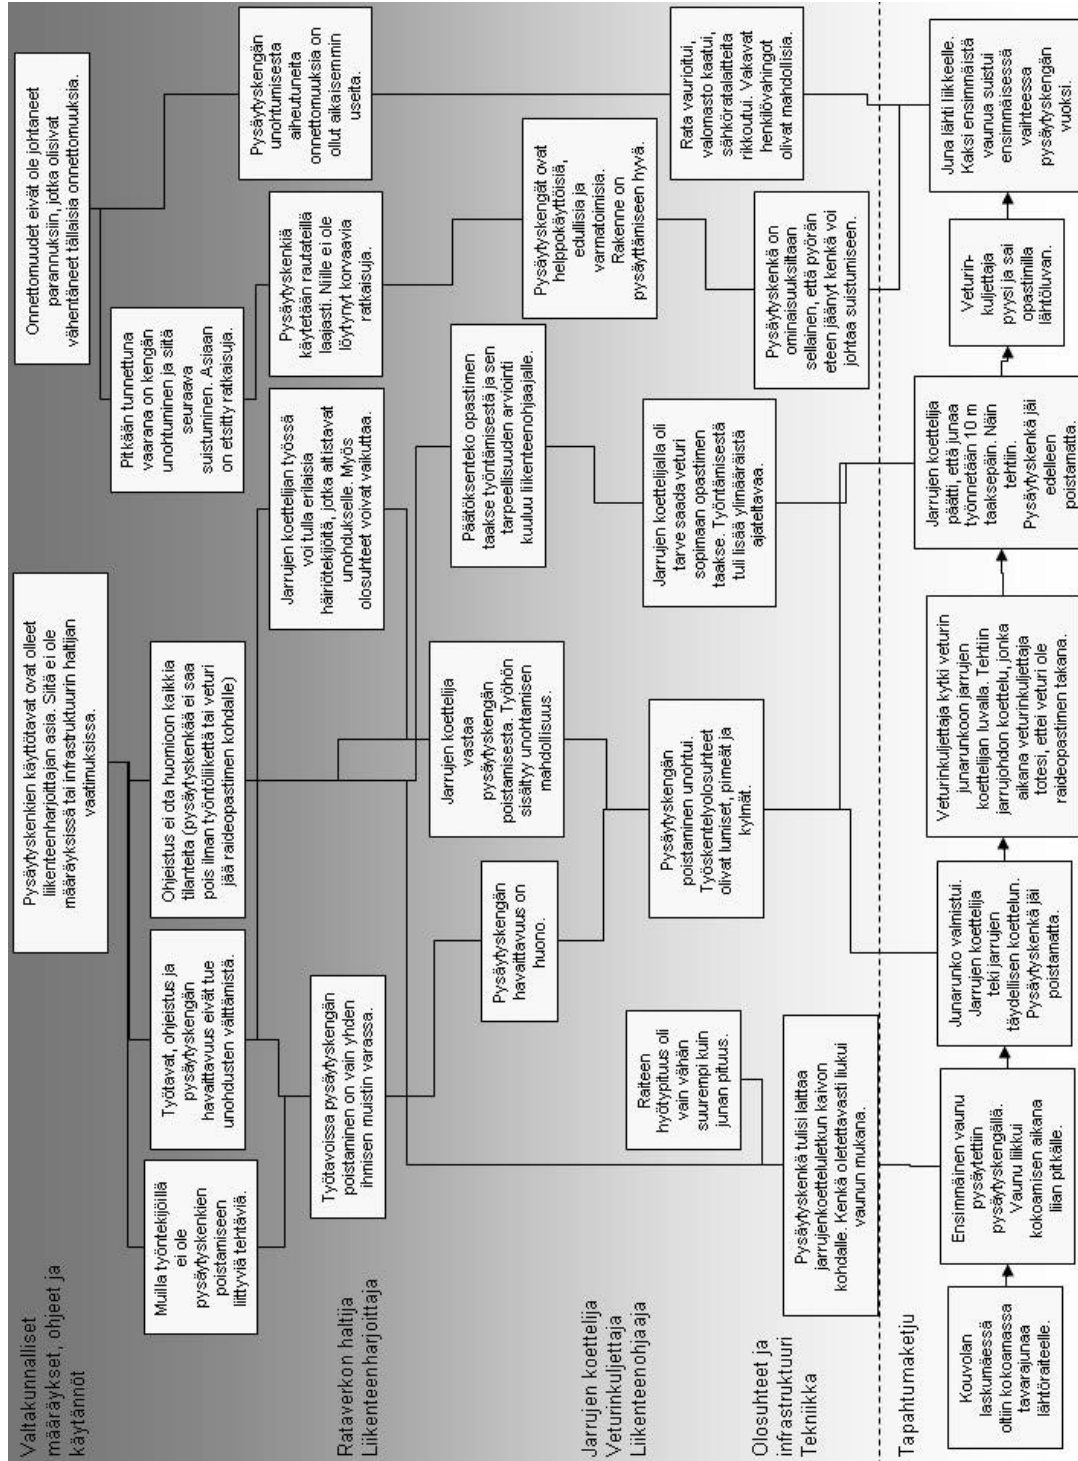 Valtakunnalliset
määräykset, ohjeet ja
käytännöt
Pysäytyskenkien käyttötavat ovat olleet
liikenteenharjoittajan asia. Siitä ei ole
määräyksissä tai infrastruktuurin haltijan
vaatimuksissa.
Onnettomuudet eivät ole johtaneet
parannuksiin, jotka olisivat
vähentäneet tällaisia onnettomuuksia.
Muilla työntekijöillä
ei ole
pysäytyskenkien
poistamiseen
liittyviä tehtäviä.
Työtavat, ohjeistus ja
pysäytyskengän
havaittavuus eivät tue
unohdusten välttämistä.
Ohjeistus ei ota huomioon kaikkia
tilanteita (pysäytyskenkää ei saa
pois ilman työntöliikettä tai veturi
jää raideopastimen kohdalle)
Pitkään tunnettuna
vaarana on kengän
unohtuminen ja siitä
seuraava
suistuminen. Asiaan
on etsitty ratkaisuja.
Rataverkon haltija
Liikenteenharjoittaja
Työtavoissa pysäytyskengän
poistaminen on vain yhden
ihmisen muistin varassa.
Jarrujen koettelijan työssä
voi tulla erilaisia
häiriötekijöitä, jotka altistavat
unohdukselle. Myös
olosuhteet voivat vaikuttaa.
Pysäytyskenkiä
käytetään rautateillä
laajasti. Niille ei ole
löytynyt korvaavia
ratkaisuja.
Pysäytyskengän
unohtumisesta
aiheutuneita
onnettomuuksia on
ollut aikaisemmin
useita.
Jarrujen koettelija
Veturinkuljettaja
Liikenteenohjaaja
Pysäytyskengän
havaittavuus on
huono.
Jarrujen koettelija
vastaa
pysäytyskengän
poistamisesta. Työhön
sisältyy unohtamisen
mahdollisuus.
Päätöksenteko opastimen
taakse työntämisestä ja sen
tarpeellisuuden arviointi
kuuluu liikenteenohjaajalle.
Pysäytyskengät ovat
helppokäyttöisiä,
edullisia ja
varmatoimisia.
Rakenne on
pysäyttämiseen hyvä.
Olosuhteet ja
infrastruktuuri
Tekniikka
Raiteen
hyötypituus oli
vain vähän
suurempi kuin
junan pituus.
Pysäytyskengän
poistaminen unohtui.
Työskentelyolosuhteet
olivat lumiset, pimeät ja
kylmät.
Jarrujen koettelijalla oli
tarve saada veturi
sopimaan opastimen
taakse. Työntämisestä
tuli lisää ylimääräistä
ajateltavaa.
Rata vaurioitui,
valomasto kaatui,
sähköratalaitteita
rikkoutui. Vakavat
henkilövahingot
olivat mahdollisia.
Pysäytyskenkä tulisi laittaa
jarrujenkoetteluletkun kaivon
kohdalle. Kenkä oletettavasti liukui
vaunun mukana.
Pysäytyskenkä on
ominaisuuksiltaan
sellainen, että pyörän
eteen jäänyt kenkä voi
johtaa suistumiseen.
Tapahtumaketju
Kouvolan
laskumäessä
oltiin kokoamassa
tavarajunaa
lähtöraiteelle.
Ensimmäinen vaunu
pysäytettiin
pysäytyskengällä.
Vaunu liikkui
kokoamisen aikana
liian pitkälle.
Junarunko valmistui.
Jarrujen koettelija
teki jarrujen
täydellisen koettelun.
Pysäytyskenkä jäi
poistamatta.
Veturinkuljettaja kytki veturin
junarunkoon jarrujen
koettelijan luvalla. Tehtiin
jarrujohdon koettelu, jonka
aikana veturinkuljettaja
totesi, ettei veturi ole
raideopastimen takana.
Jarrujen koettelija
päätti, että junaa
työnnetään 10 m
taaksepäin. Näin
tehtiin.
Pysäytyskenkä jäi
edelleen
poistamatta.
Veturin-
kuljettaja
pyysi ja sai
opastimilla
lähtöluvan.
Juna lähti liikkeelle.
Kaksi ensimmäistä
vaunua suistui
ensimmäisessä
vaihteessa
pysäytyskengän
vuoksi.